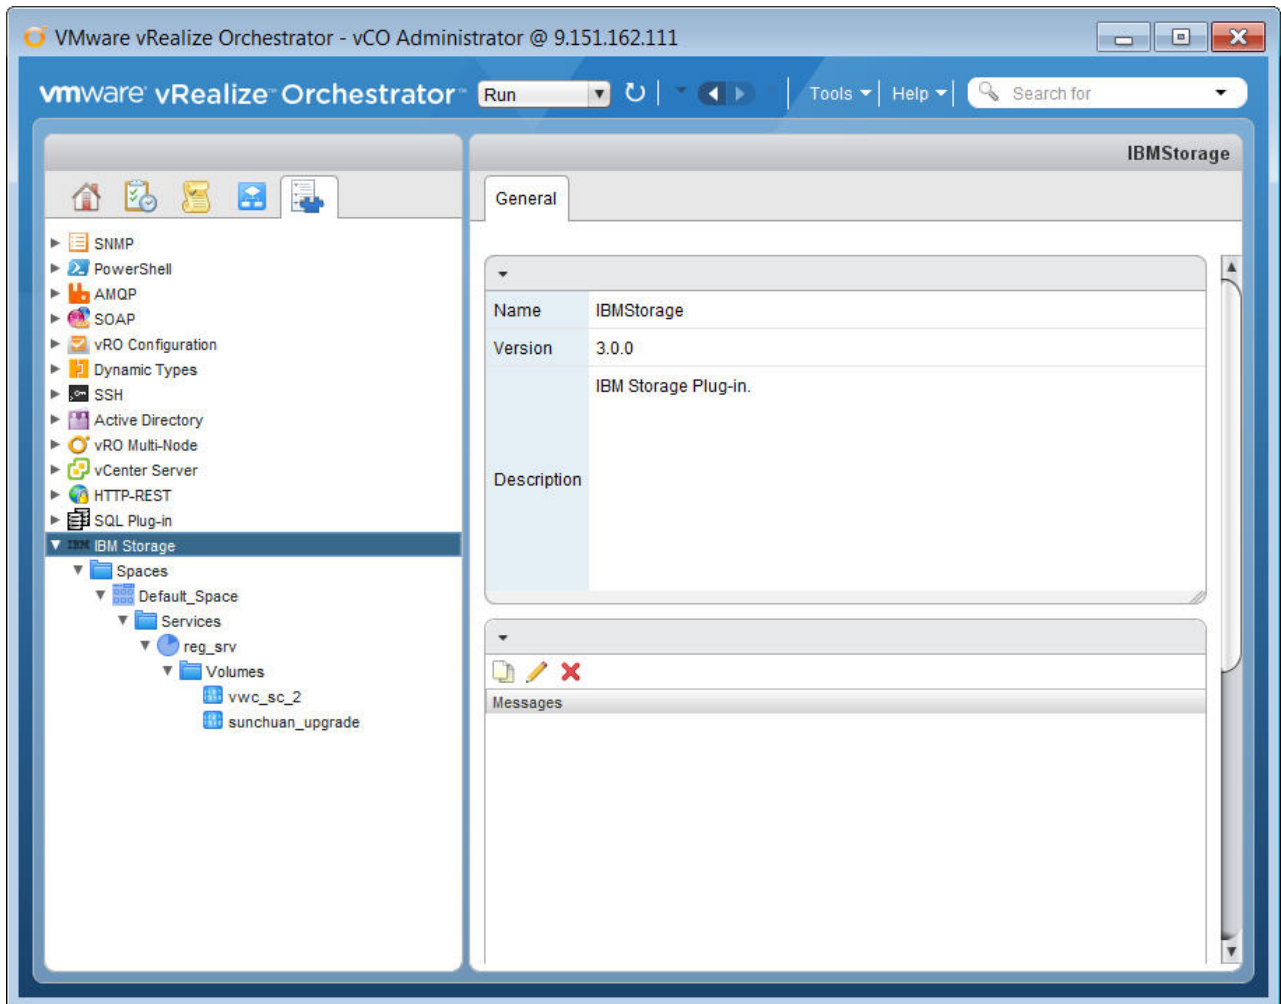 VMware vRealize Orchestrator - vCO Administrator @ 9.151.162.111
vmware® vRealize™ Orchestrator™ Run Tools Help Search for
IBMStorage
General
SNMP
PowerShell
AMQP
SOAP
vRO Configuration
Dynamic Types
SSH
Active Directory
vRO Multi-Node
vCenter Server
HTTP-REST
SQL Plug-in
IBM IBM Storage
Spaces
Default_Space
Services
reg_srv
Volumes
vwc_sc_2
sunchuan_upgrade
Name IBMStorage
Version 3.0.0
Description IBM Storage Plug-in.
Messages